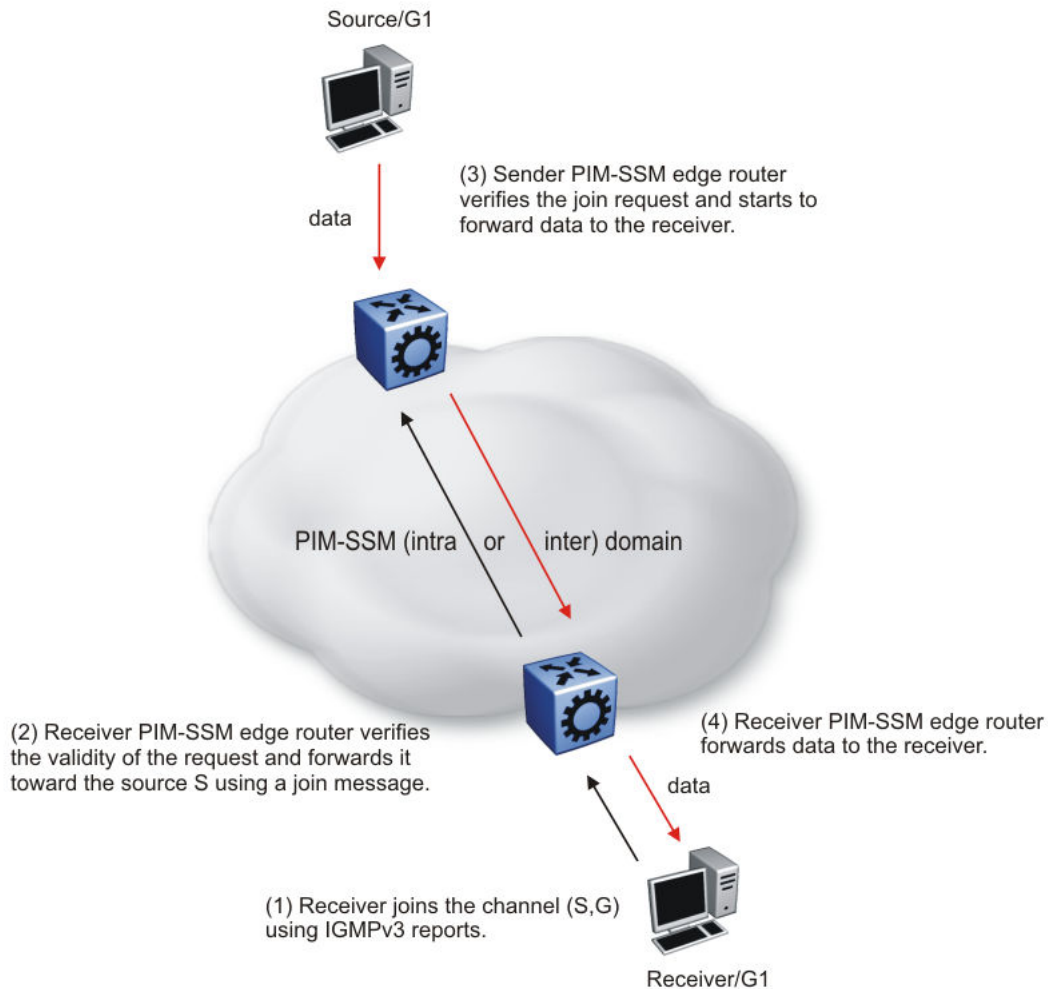 Source/G1
(3) Sender PIM-SSM edge router
verifies the join request and starts to
forward data to the receiver.
data
PIM-SSM (intra or inter) domain
(2) Receiver PIM-SSM edge router verifies
the validity of the request and forwards it
toward the source S using a join message.
(4) Receiver PIM-SSM edge router
forwards data to the receiver.
data
(1) Receiver joins the channel (S,G)
using IGMPv3 reports.
Receiver/G1